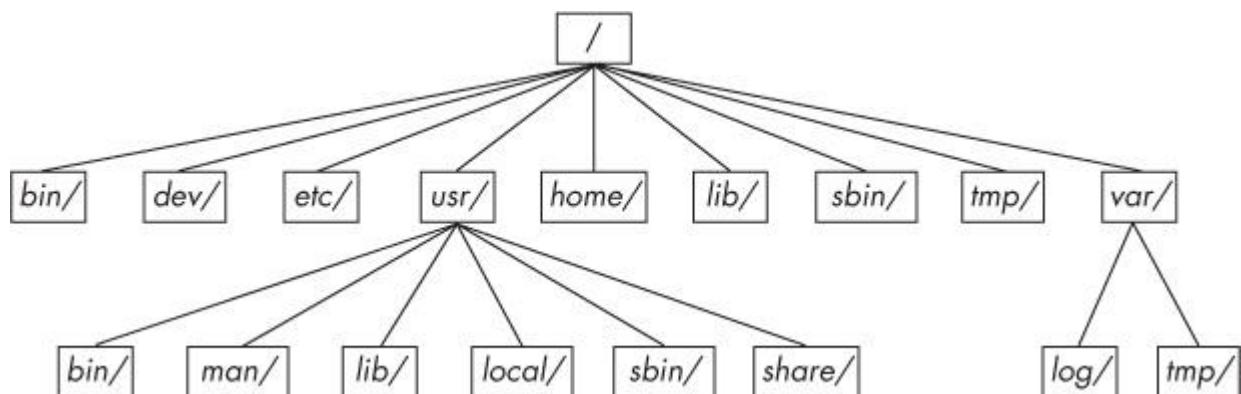 /
bin/ dev/ etc/ usr/ home/ lib/ sbin/ tmp/ var/
bin/ man/ lib/ local/ sbin/ share/ log/ tmp/